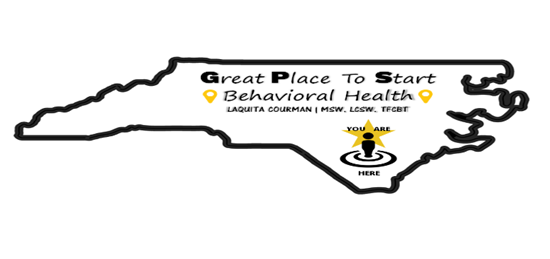 Great Place To Start
Behavioral Health
LAQUITA COURMAN | MSW, LCSW, TFCBT
YOU ARE
HERE